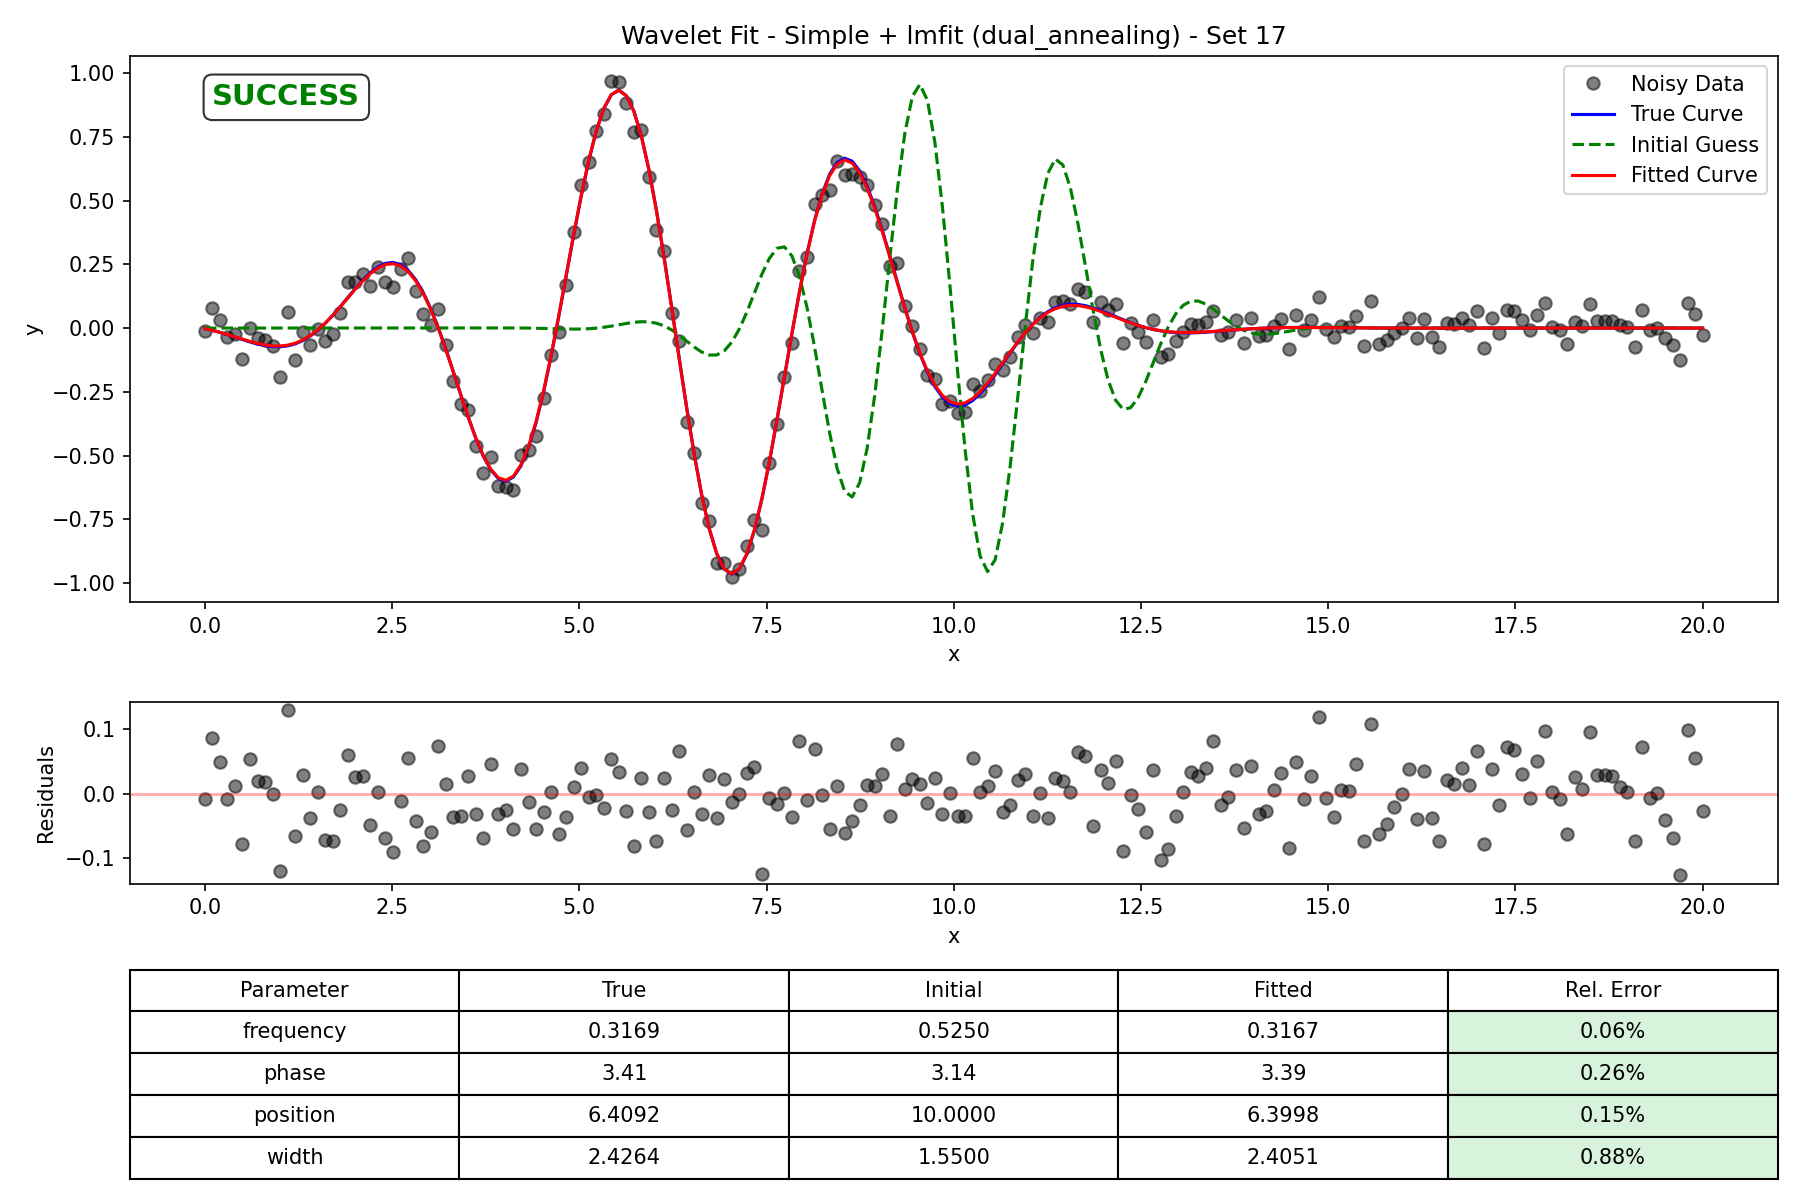 Wavelet Fit - Simple + lmfit (dual_annealing) - Set 17
SUCCESS
Noisy Data
True Curve
Initial Guess
Fitted Curve
1.00
0.75
0.50
0.25
0.00
−0.25
−0.50
−0.75
−1.00
y
0.0 2.5 5.0 7.5 10.0 12.5 15.0 17.5 20.0
x
0.1
0.0
−0.1
Residuals
0.0 2.5 5.0 7.5 10.0 12.5 15.0 17.5 20.0
x
Parameter True Initial Fitted Rel. Error
frequency 0.3169 0.5250 0.3167 0.06%
phase 3.41 3.14 3.39 0.26%
position 6.4092 10.0000 6.3998 0.15%
width 2.4264 1.5500 2.4051 0.88%